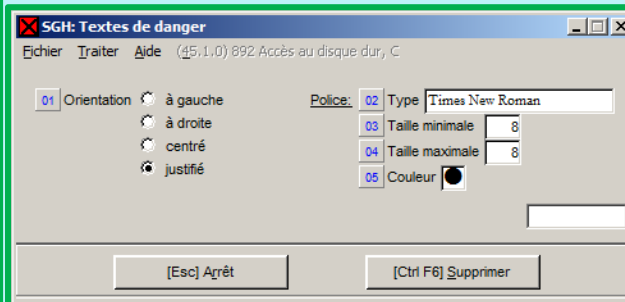 SGH: Textes de danger
Fichier Traiter Aide (45,1,0) 892 Accès au disque dur, C
01 Orientation à gauche Police: 02 Type Times New Roman
à droite 03 Taille minimale 8
centré 04 Taille maximale 8
justifié 05 Couleur
[Esc] Arrêt [Ctrl F6] Supprimer